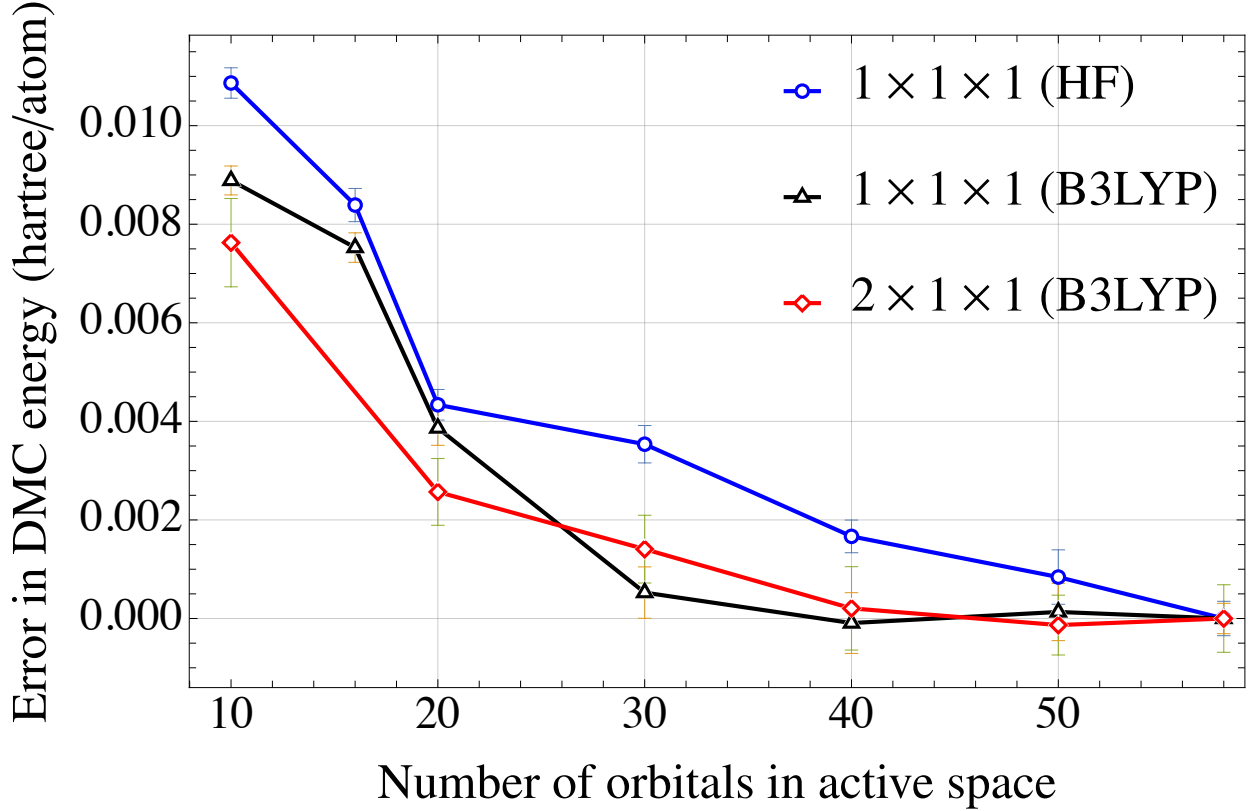 Error in DMC energy (hartree/atom)
0.010
0.008
0.006
0.004
0.002
0.000
1 × 1 × 1 (HF)
1 × 1 × 1 (B3LYP)
2 × 1 × 1 (B3LYP)
10 20 30 40 50
Number of orbitals in active space